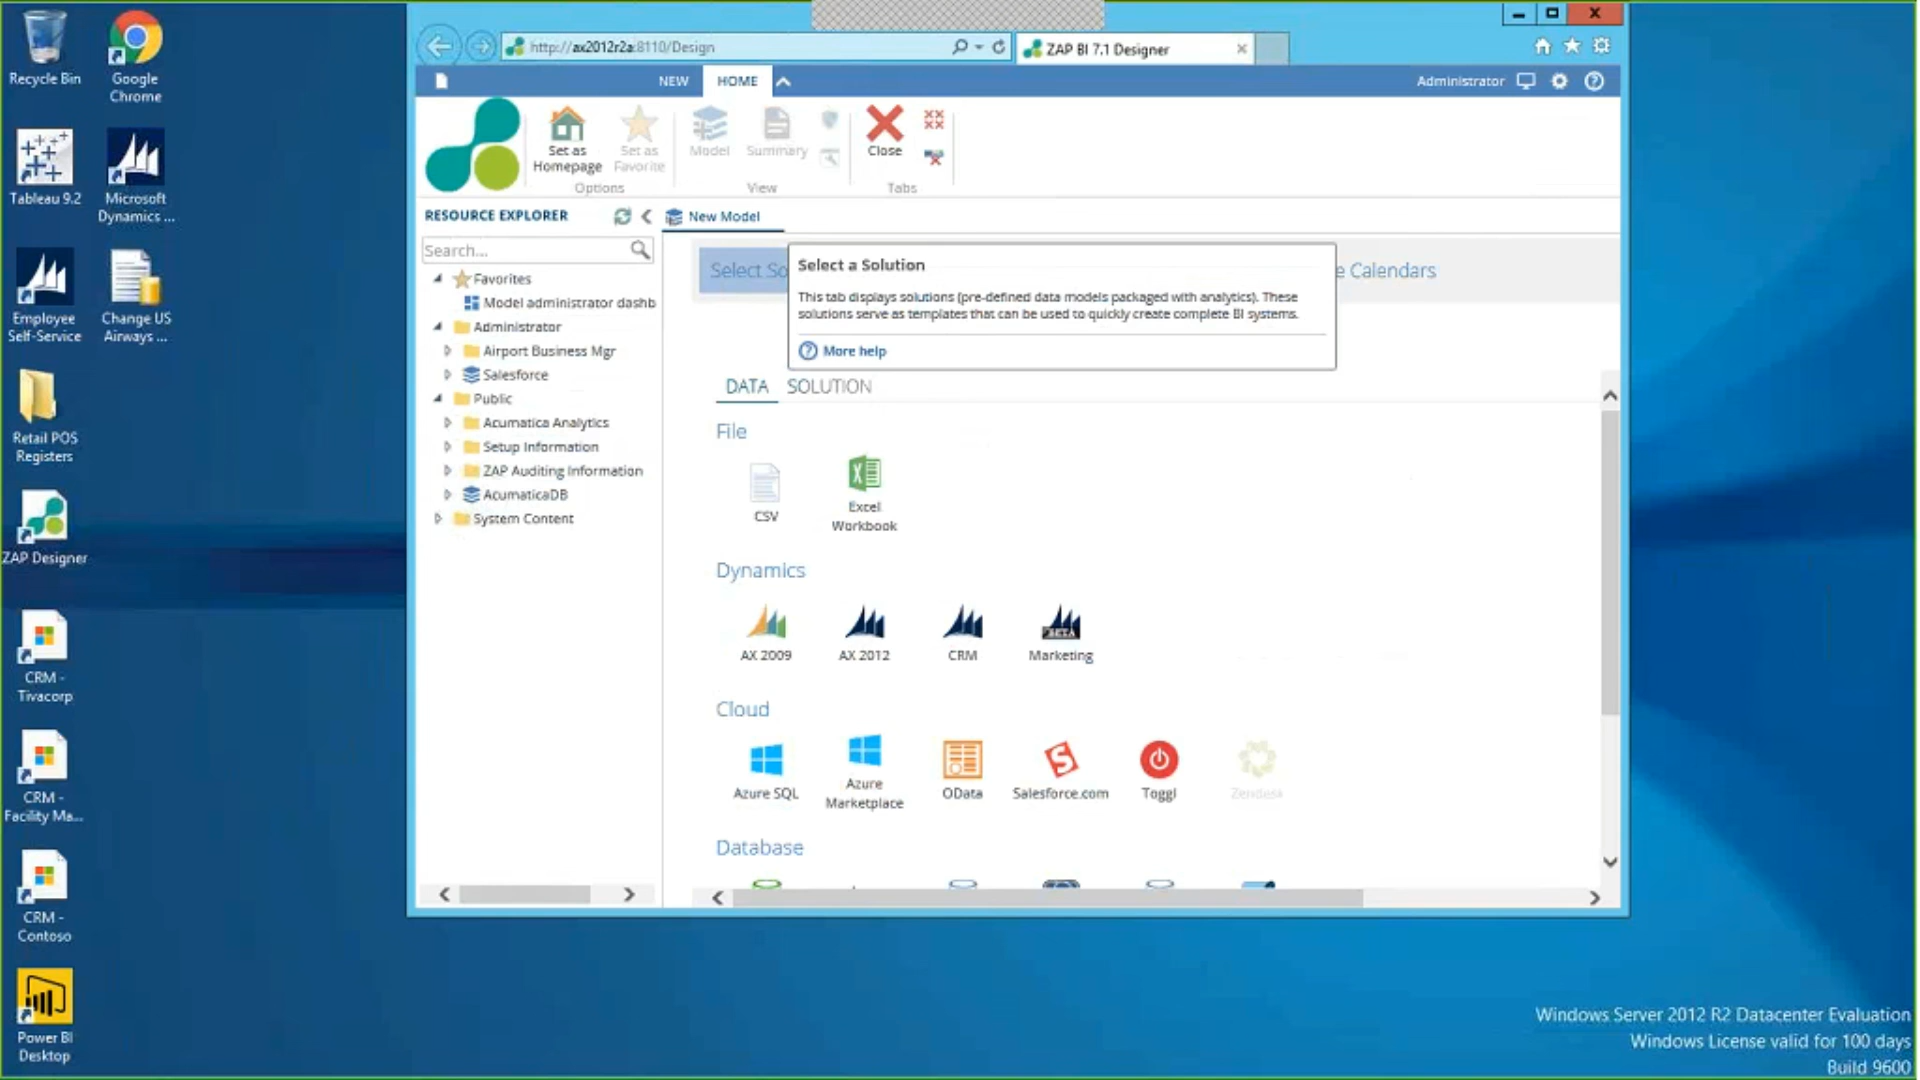 Recycle Bin
Google
Chrome
Tableau 9.2
Microsoft
Dynamics ...
Employee
Self-Service
Change US
Airways ...
Retail POS
Registers
ZAP Designer
CRM -
Tivacorp
CRM -
Facility Ma...
CRM -
Contoso
Power BI
Desktop
http://ax2012r2a:8110/Design
ZAP BI 7.1 Designer
NEW
HOME
Administrator
Set as
Homepage
Set as
Favorite
Options
Model
Summary
View
Close
Tabs
RESOURCE EXPLORER
Search...
Favorites
Model administrator dashb
Administrator
Airport Business Mgr
Salesforce
Public
Acumatica Analytics
Setup Information
ZAP Auditing Information
AcumaticaDB
System Content
New Model
Select So
e Calendars
Select a Solution
This tab displays solutions (pre-defined data models packaged with analytics). These
solutions serve as templates that can be used to quickly create complete BI systems.
More help
DATA
SOLUTION
File
CSV
Excel
Workbook
Dynamics
AX 2009
AX 2012
CRM
BETA
Marketing
Cloud
Azure SQL
Azure
Marketplace
OData
Salesforce.com
Toggl
Zendesk
Database
Windows Server 2012 R2 Datacenter Evaluation
Windows License valid for 100 days
Build 9600